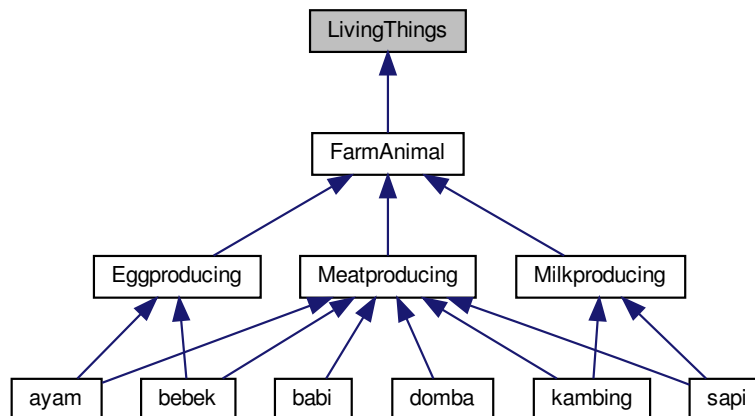 LivingThings
FarmAnimal
Eggproducing
Meatproducing
Milkproducing
ayam
bebek
babi
domba
kambing
sapi